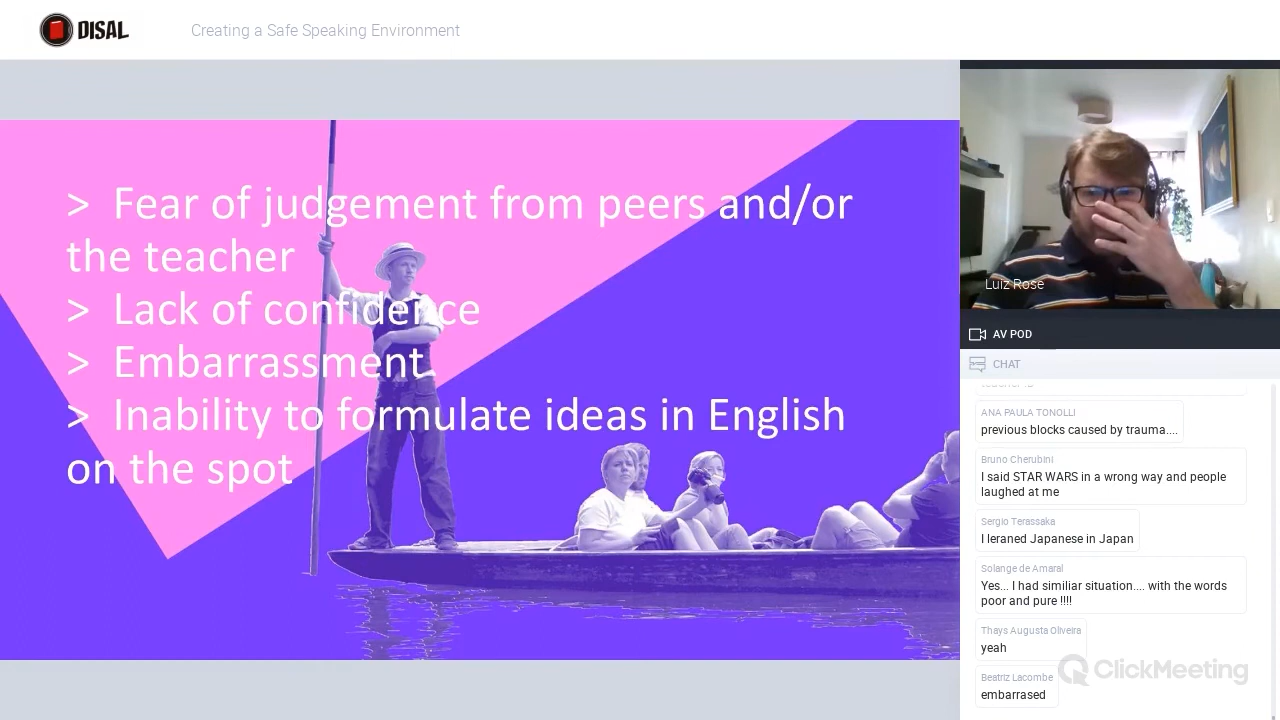 DISAL
Creating a Safe Speaking Environment
> Fear of judgement from peers and/or
the teacher
> Lack of confidence
> Embarrassment
> Inability to formulate ideas in English
on the spot
Luiz Rose
AV POD
CHAT
ANA PAULA TONOLLI
previous blocks caused by trauma....
Bruno Cherubini
I said STAR WARS in a wrong way and people
laughed at me
Sergio Terassaka
I leraned Japanese in Japan
Solange de Amaral
Yes... I had similiar situation.... with the words
poor and pure !!!!
Thays Augusta Oliveira
yeah
Beatriz Lacombe
embarrased
ClickMeeting